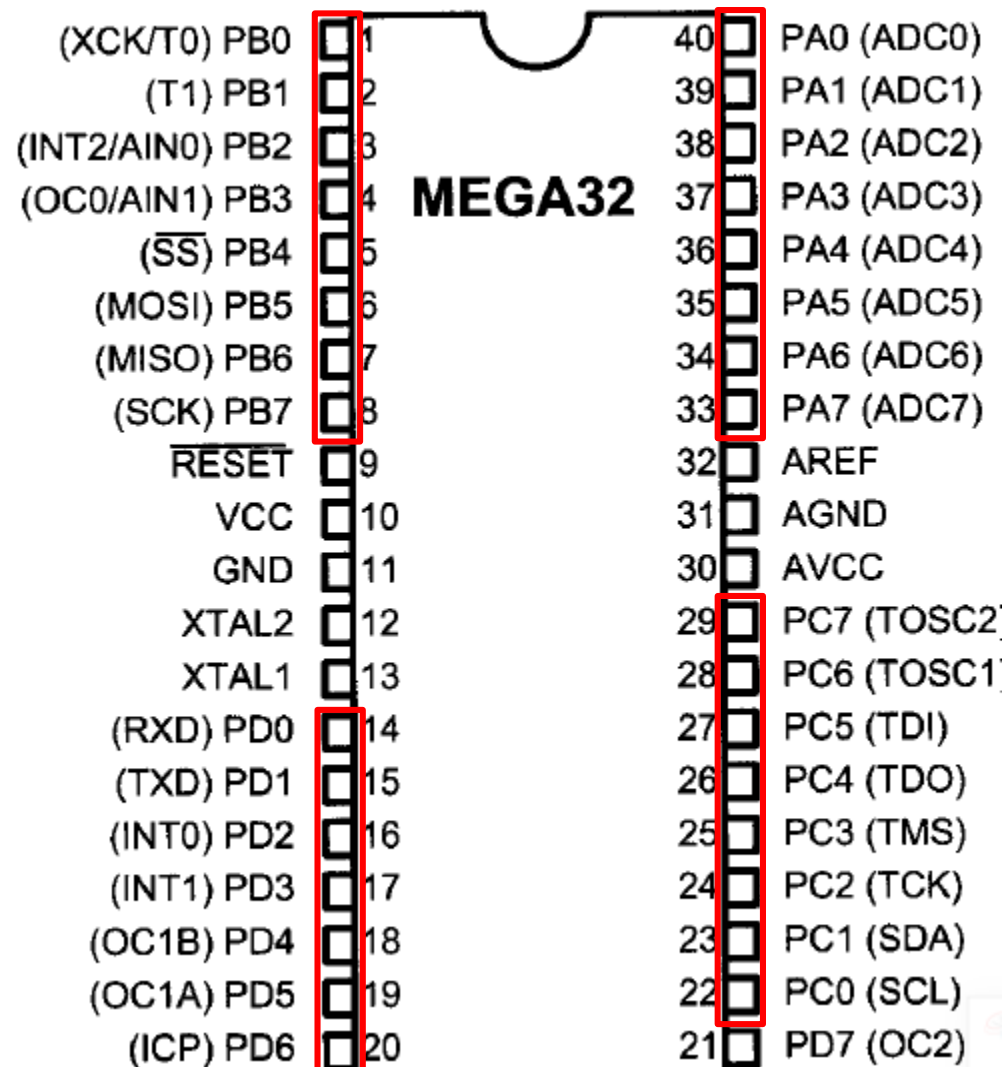 (XCK/T0) PB0 1 40 PA0 (ADC0)
(T1) PB1 2 39 PA1 (ADC1)
(INT2/AIN0) PB2 3 38 PA2 (ADC2)
(OC0/AIN1) PB3 4 MEGA32 37 PA3 (ADC3)
(SS) PB4 5 36 PA4 (ADC4)
(MOSI) PB5 6 35 PA5 (ADC5)
(MISO) PB6 7 34 PA6 (ADC6)
(SCK) PB7 8 33 PA7 (ADC7)
RESET 9 32 AREF
VCC 10 31 AGND
GND 11 30 AVCC
XTAL2 12 29 PC7 (TOSC2)
XTAL1 13 28 PC6 (TOSC1)
(RXD) PD0 14 27 PC5 (TDI)
(TXD) PD1 15 26 PC4 (TDO)
(INT0) PD2 16 25 PC3 (TMS)
(INT1) PD3 17 24 PC2 (TCK)
(OC1B) PD4 18 23 PC1 (SDA)
(OC1A) PD5 19 22 PC0 (SCL)
(ICP) PD6 20 21 PD7 (OC2)